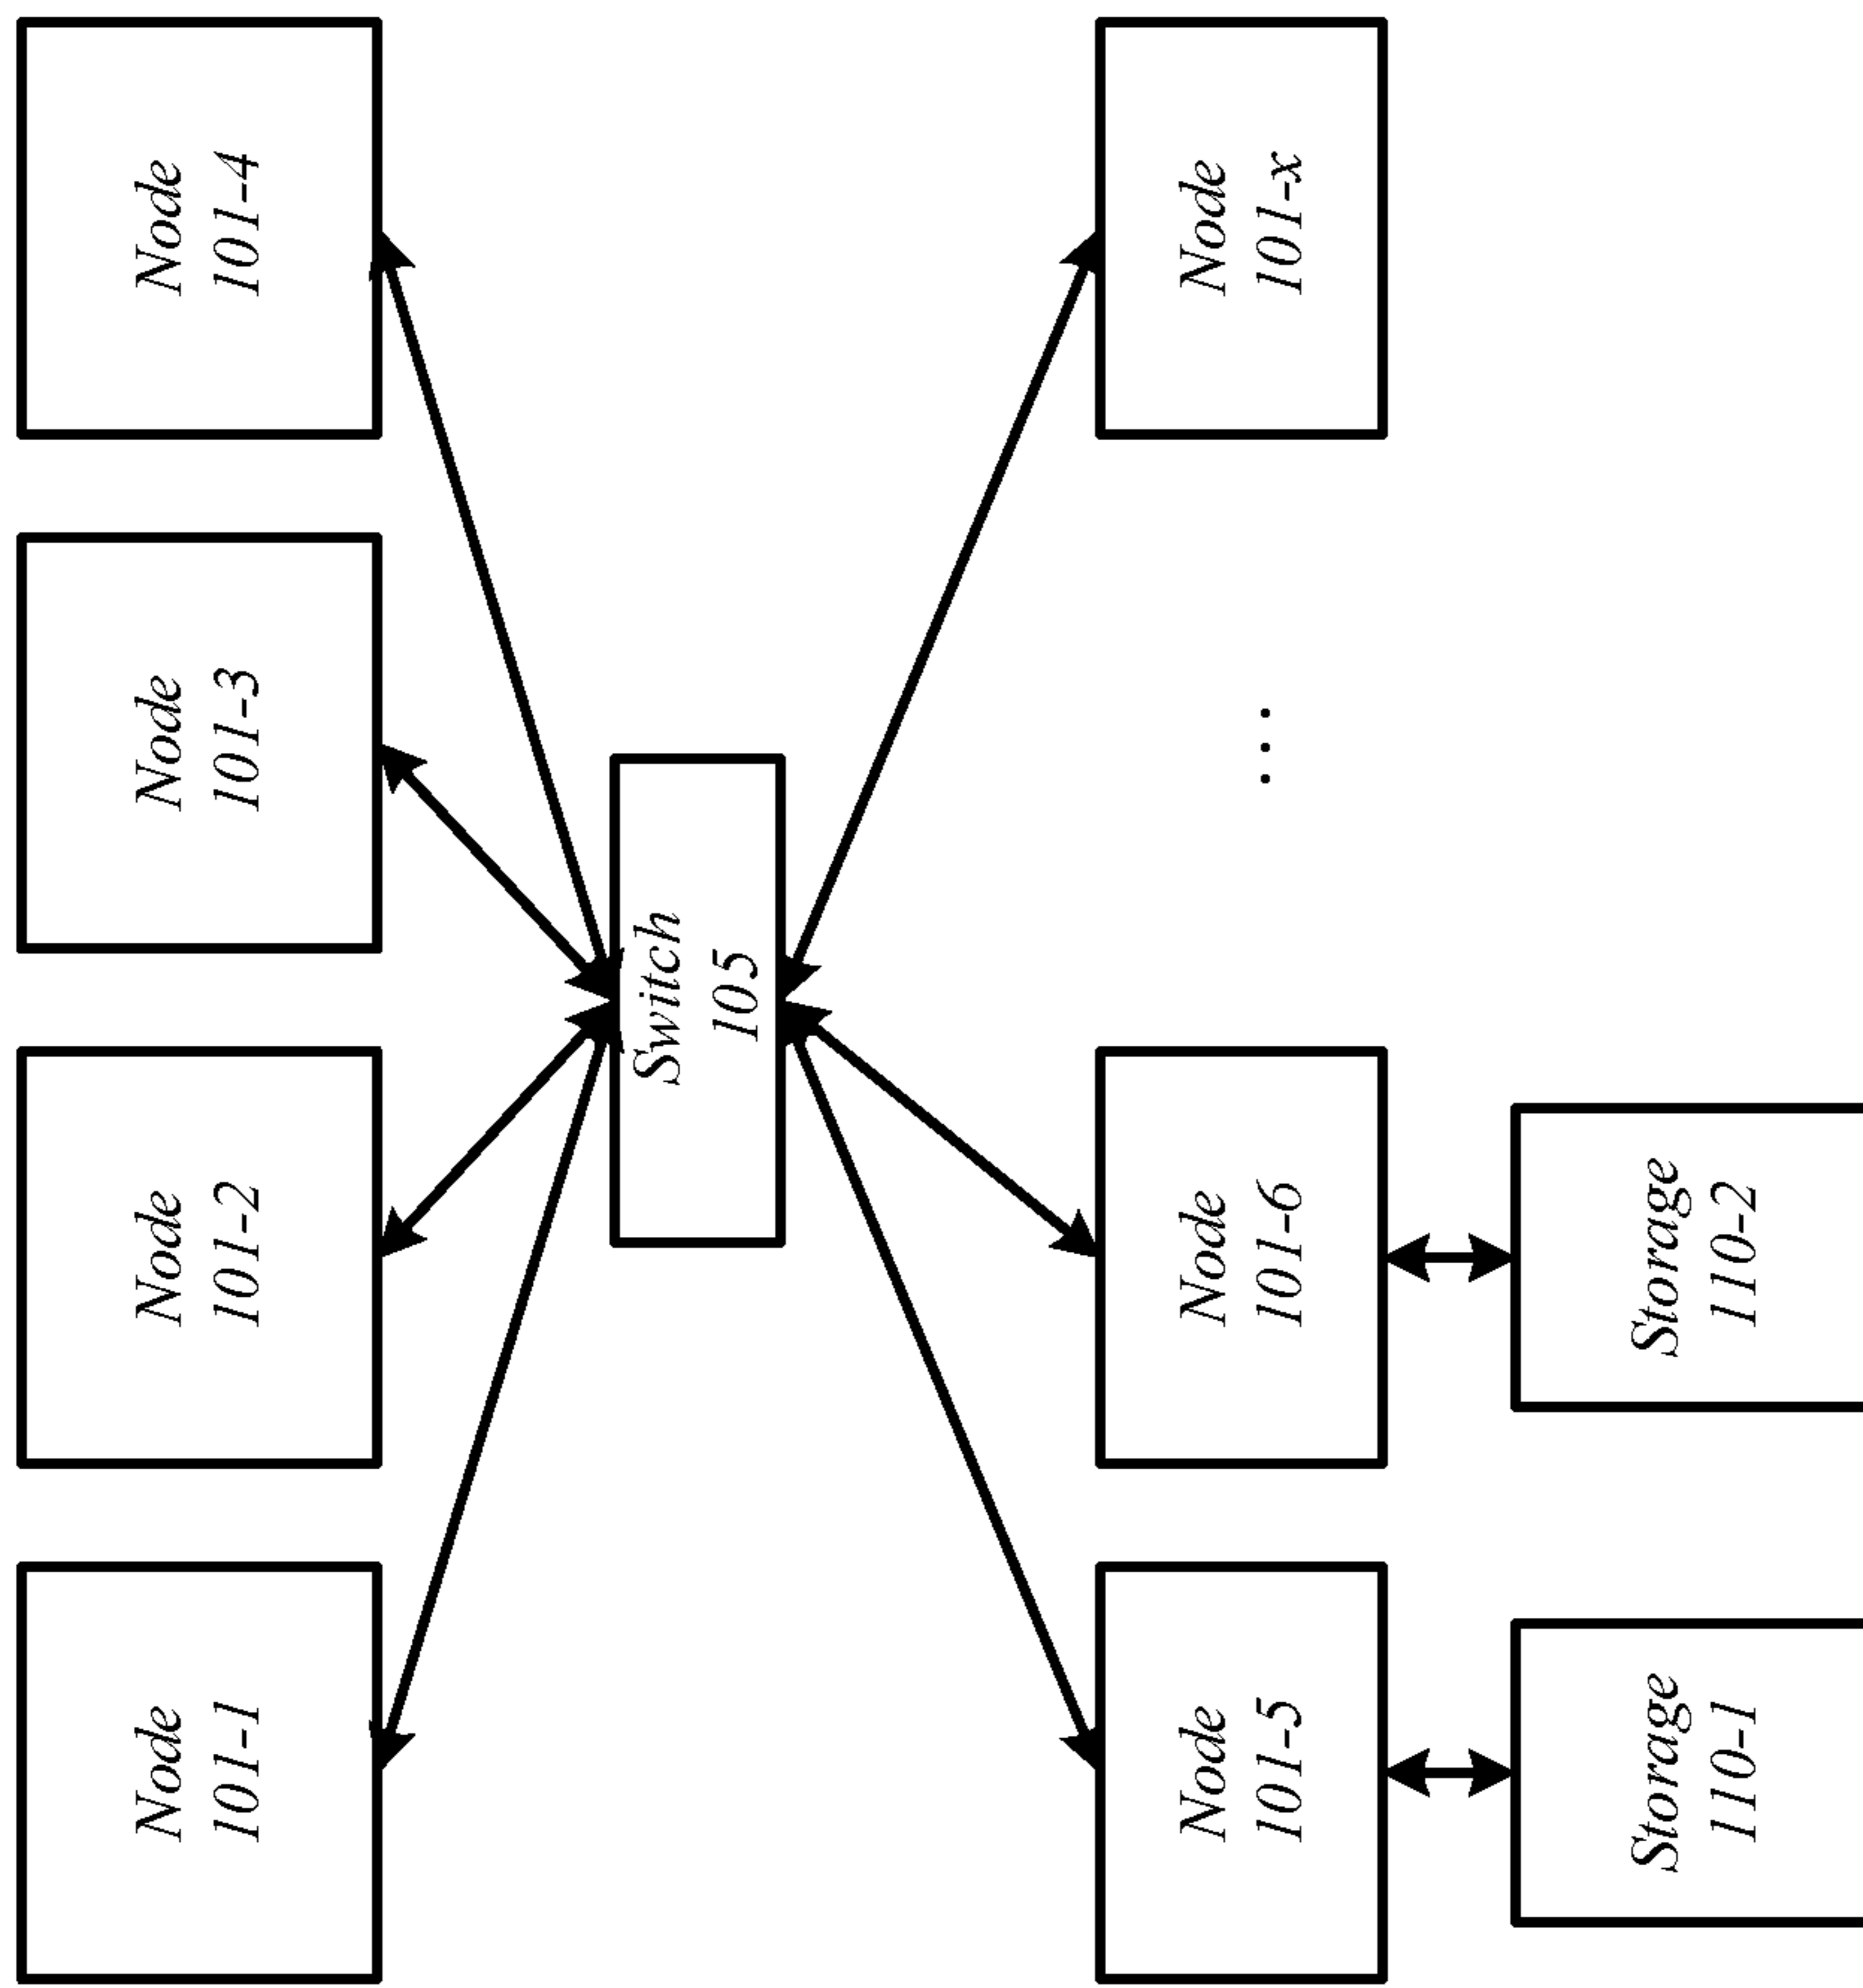 Node
101-1
Node
101-2
Node
101-3
Node
101-4
Switch
105
Node
101-5
Node
101-6
...
Node
101-x
Storage
110-1
Storage
110-2